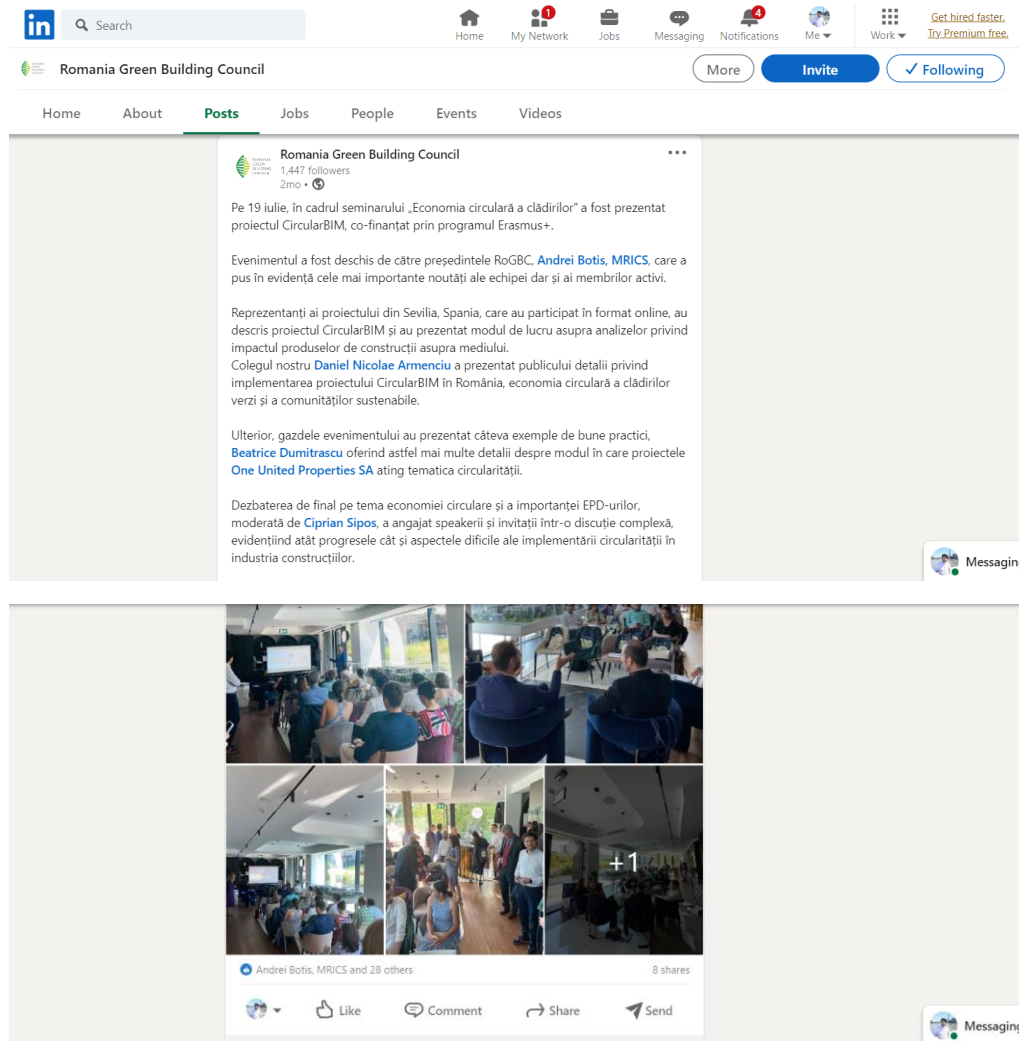 in
Search
Home
1
My Network
Jobs
Messaging
4
Notifications
Me
Work
Get hired faster.
Try Premium free.
Romania Green Building Council
More
Invite
✓ Following
Home
About
Posts
Jobs
People
Events
Videos
ROMANIA
GREEN
BUILDING
COUNCIL
Romania Green Building Council
1,447 followers
2mo •
Pe 19 iulie, în cadrul seminarului „Economia circulară a clădirilor” a fost prezentat
proiectul CircularBIM, co-finanțat prin programul Erasmus+.
Evenimentul a fost deschis de către președintele RoGBC, Andrei Botis, MRICS, care a
pus în evidență cele mai importante noutăți ale echipei dar și ai membrilor activi.
Reprezentanți ai proiectului din Sevilia, Spania, care au participat în format online, au
descris proiectul CircularBIM și au prezentat modul de lucru asupra analizelor privind
impactul produselor de construcții asupra mediului.
Colegul nostru Daniel Nicolae Armenciu a prezentat publicului detalii privind
implementarea proiectului CircularBIM în România, economia circulară a clădirilor
verzi și a comunităților sustenabile.
Ulterior, gazdele evenimentului au prezentat câteva exemple de bune practici,
Beatrice Dumitrascu oferind astfel mai multe detalii despre modul în care proiectele
One United Properties SA ating tematica circularității.
Dezbaterea de final pe tema economiei circulare și a importanței EPD-urilor,
moderată de Ciprian Sipos, a angajat speakerii și invitații într-o discuție complexă,
evidențiind atât progresele cât și aspectele dificile ale implementării circularității în
industria construcțiilor.
Messaging
+1
Andrei Botis, MRICS and 28 others
8 shares
Like
Comment
Share
Send
Messaging